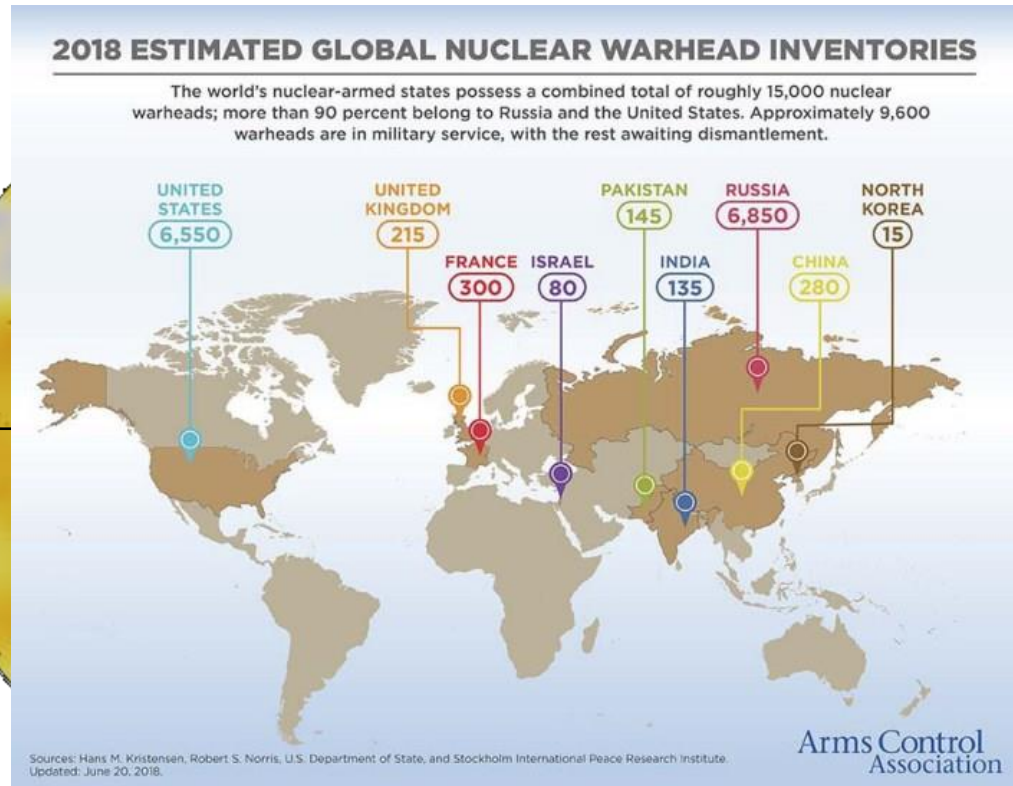 2018 ESTIMATED GLOBAL NUCLEAR WARHEAD INVENTORIES
The world's nuclear-armed states possess a combined total of roughly 15,000 nuclear
warheads; more than 90 percent belong to Russia and the United States. Approximately 9,600
warheads are in military service, with the rest awaiting dismantlement.
UNITED
STATES
6,550
UNITED
KINGDOM
215
FRANCE
300
ISRAEL
80
PAKISTAN
145
INDIA
135
RUSSIA
6,850
CHINA
280
NORTH
KOREA
15
Sources: Hans M. Kristensen, Robert S. Norris, U.S. Department of State, and Stockholm International Peace Research Institute.
Updated: June 20, 2018.
Arms Control
Association